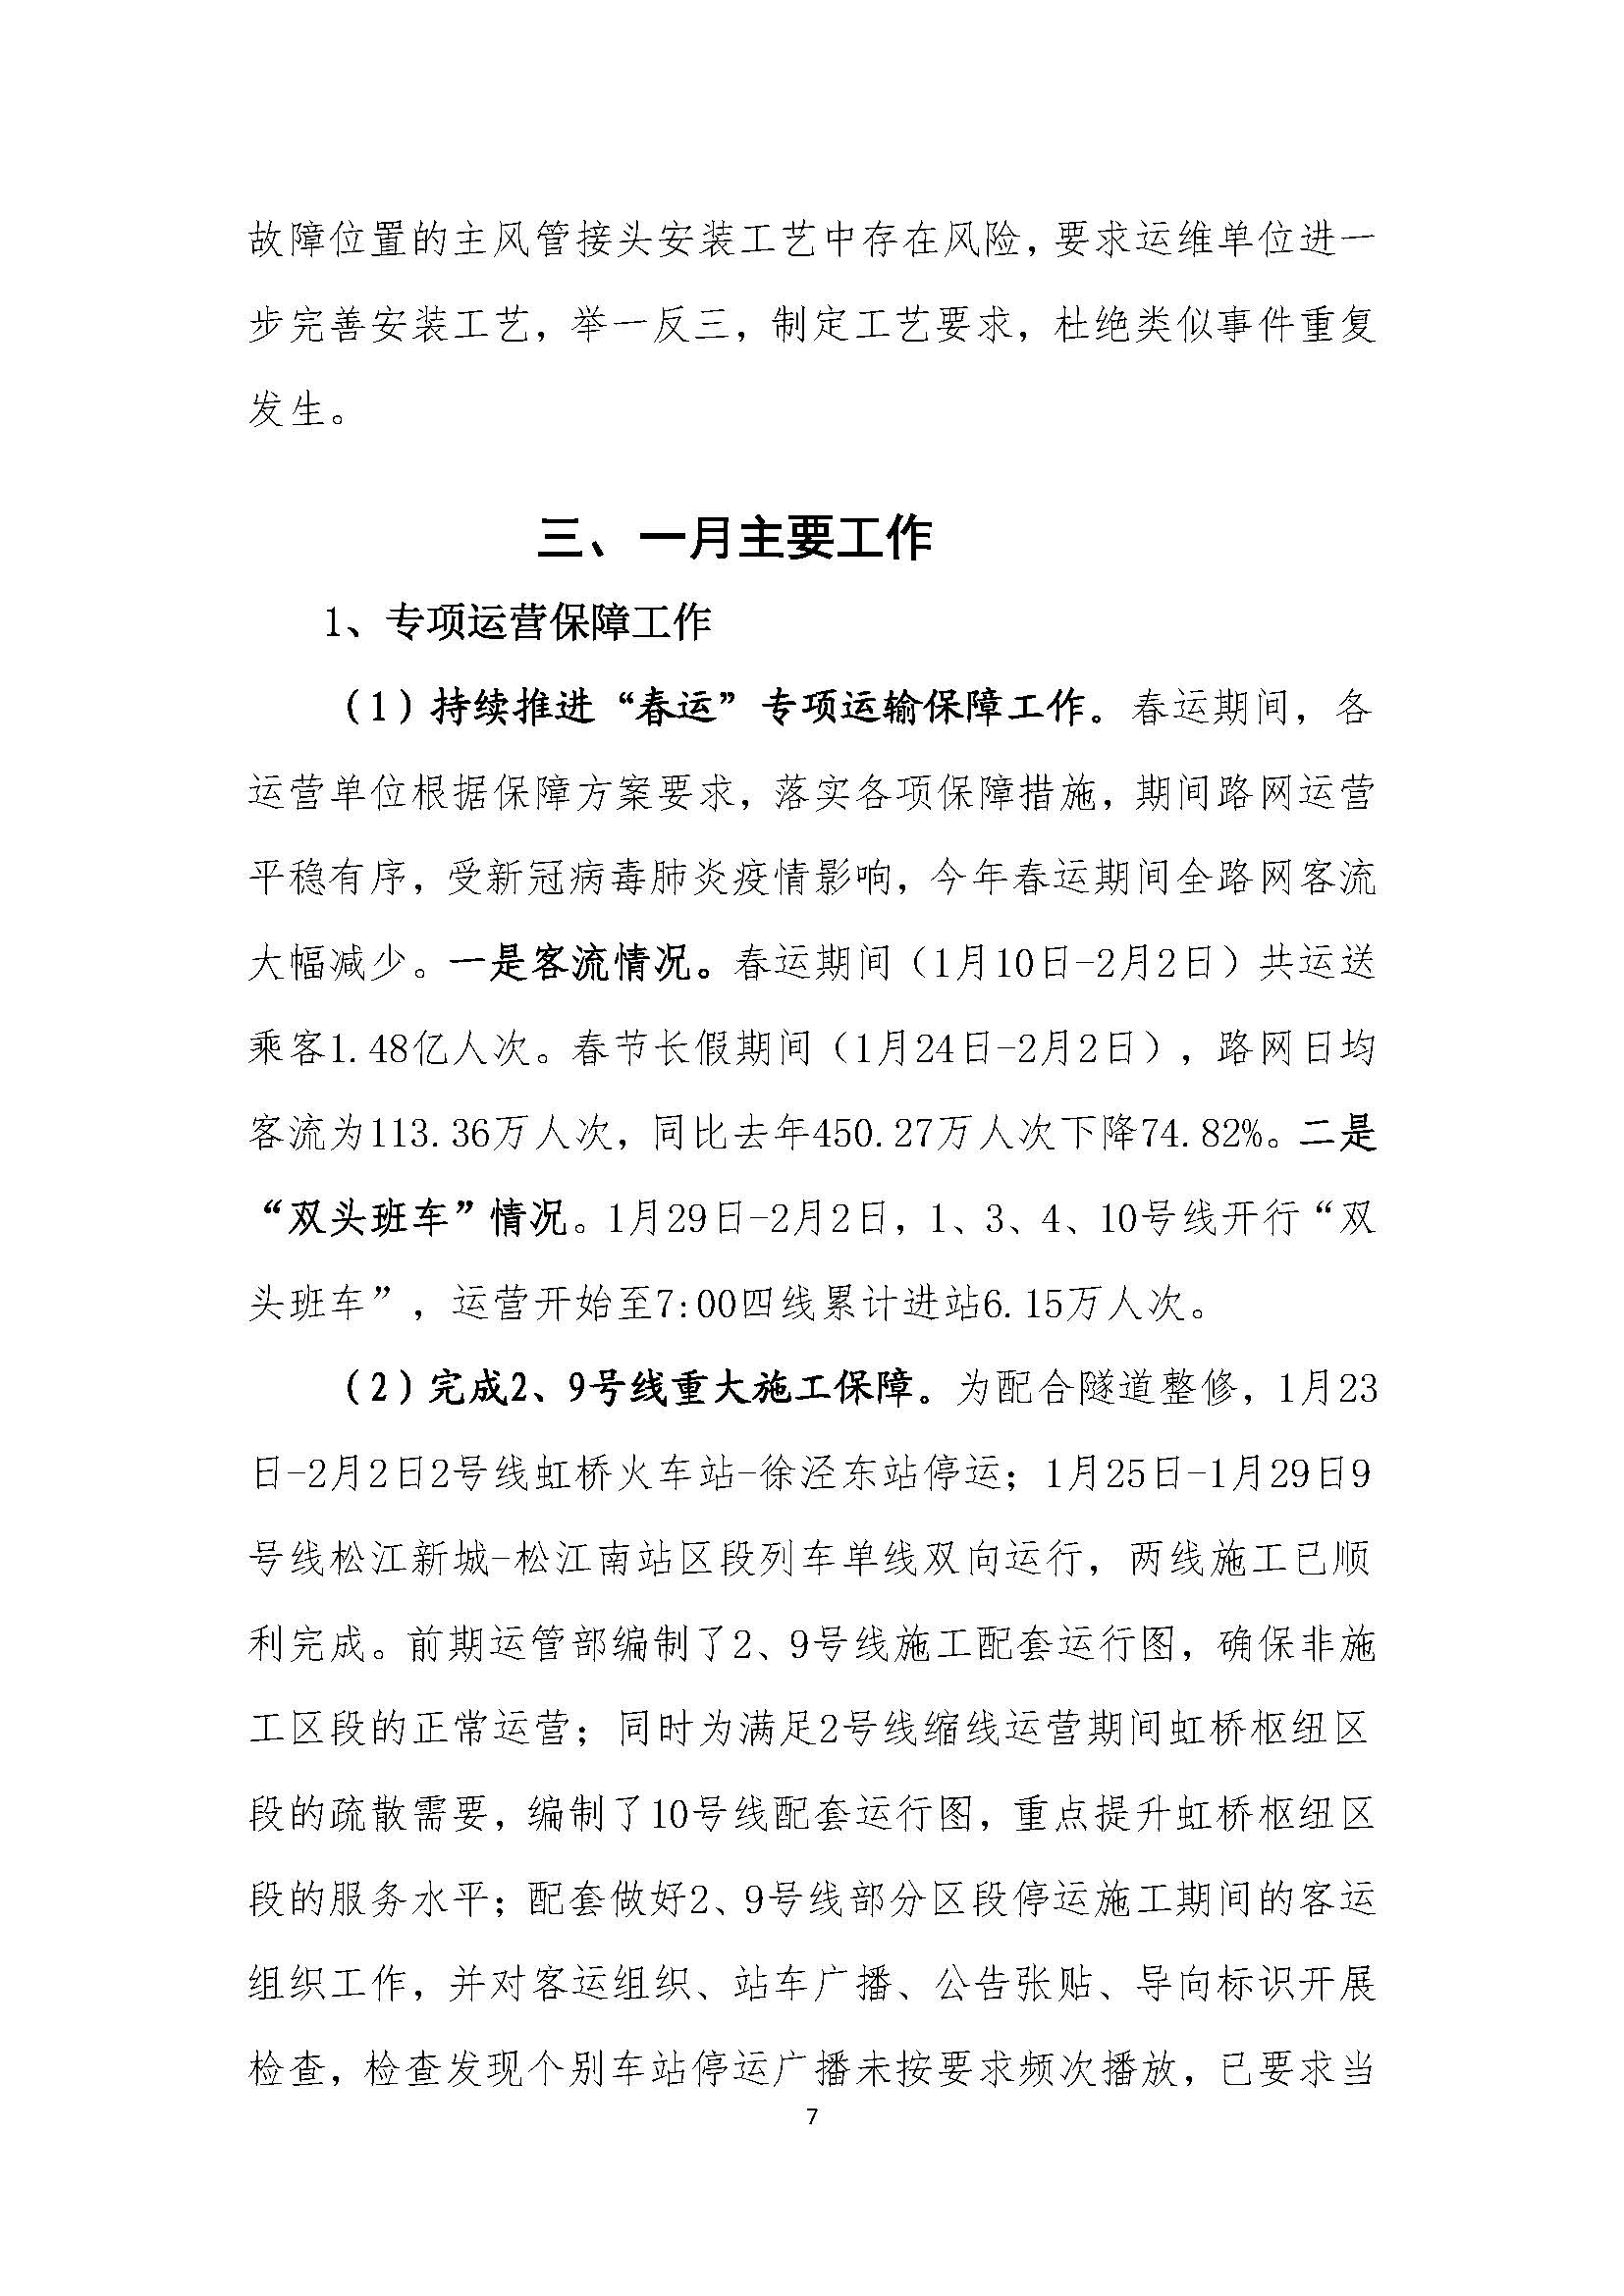 故障位置的主风管接头安装工艺中存在风险，要求运维单位进一
步完善安装工艺，举一反三，制定工艺要求，杜绝类似事件重复
发生。
三、一月主要工作
1、专项运营保障工作
（1）持续推进“春运”专项运输保障工作。春运期间，各
运营单位根据保障方案要求，落实各项保障措施，期间路网运营
平稳有序，受新冠病毒肺炎疫情影响，今年春运期间全路网客流
大幅减少。一是客流情况。春运期间（1月10日-2月2日）共运送
乘客1.48亿人次。春节长假期间（1月24日-2月2日），路网日均
客流为113.36万人次，同比去年450.27万人次下降74.82%。二是
“双头班车”情况。1月29日-2月2日，1、3、4、10号线开行“双
头班车”，运营开始至7:00四线累计进站6.15万人次。
（2）完成2、9号线重大施工保障。为配合隧道整修，1月23
日-2月2日2号线虹桥火车站-徐泾东站停运；1月25日-1月29日9
号线松江新城-松江南站区段列车单线双向运行，两线施工已顺
利完成。前期运管部编制了2、9号线施工配套运行图，确保非施
工区段的正常运营；同时为满足2号线缩线运营期间虹桥枢纽区
段的疏散需要，编制了10号线配套运行图，重点提升虹桥枢纽区
段的服务水平；配套做好2、9号线部分区段停运施工期间的客运
组织工作，并对客运组织、站车广播、公告张贴、导向标识开展
检查，检查发现个别车站停运广播未按要求频次播放，已要求当
7